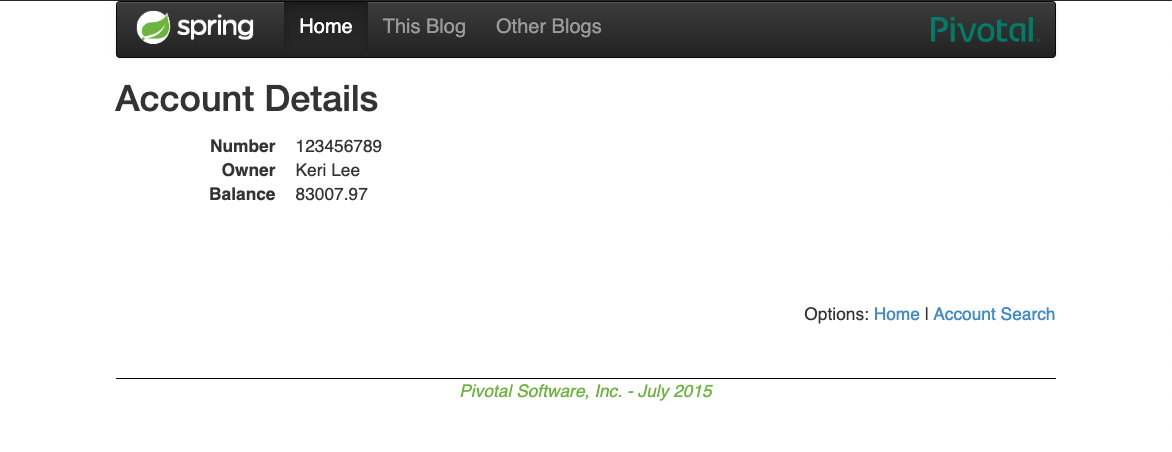 spring Home This Blog Other Blogs Pivotal
Account Details
Number 123456789
Owner Keri Lee
Balance 83007.97
Options: Home | Account Search
Pivotal Software, Inc. - July 2015